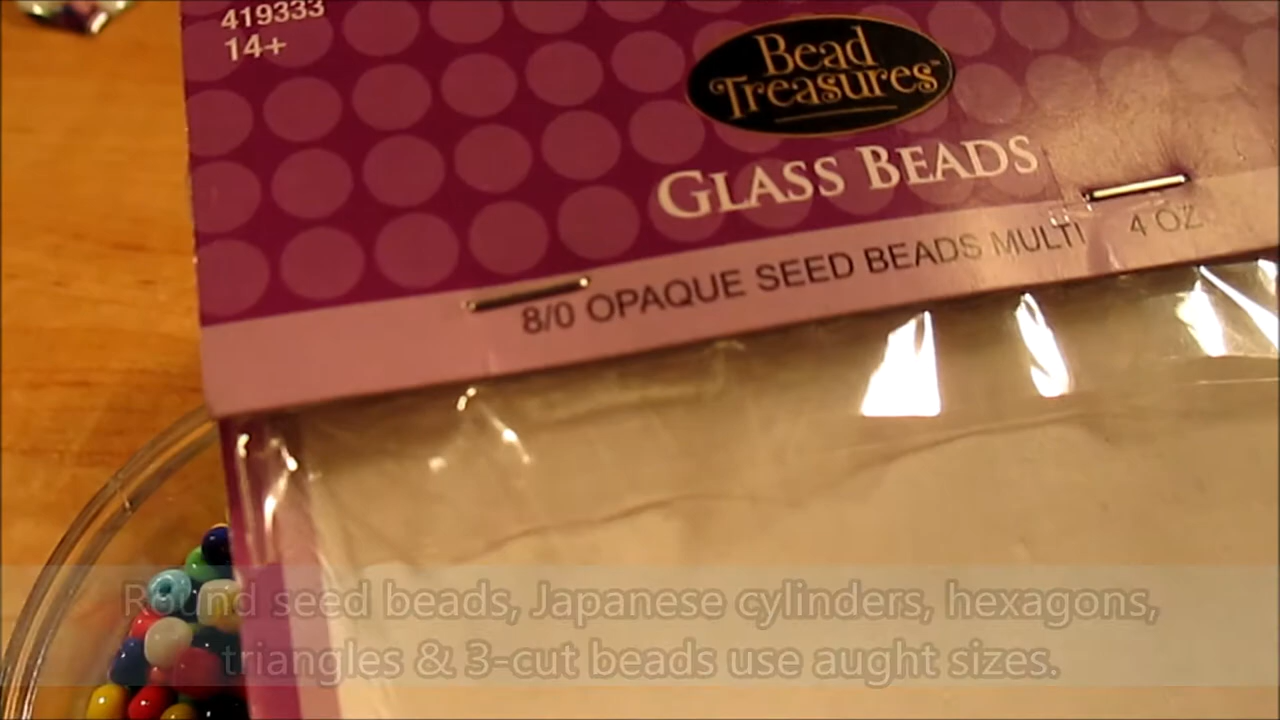 419333
14+
Bead
Treasures™
GLASS BEADS
8/0 OPAQUE SEED BEADS MULTI 4 OZ
Round seed beads, Japanese cylinders, hexagons,
triangles & 3-cut beads use aught sizes.